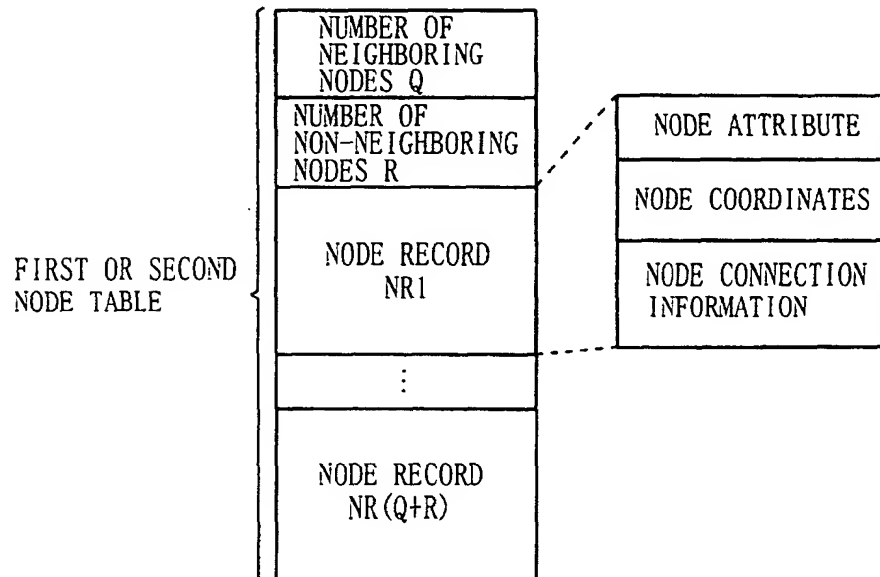 NUMBER OF
NEIGHBORING
NODES Q
NUMBER OF
NON-NEIGHBORING
NODES R
NODE RECORD
NR1
⋮
NODE RECORD
NR(Q+R)
FIRST OR SECOND
NODE TABLE
NODE ATTRIBUTE
NODE COORDINATES
NODE CONNECTION
INFORMATION